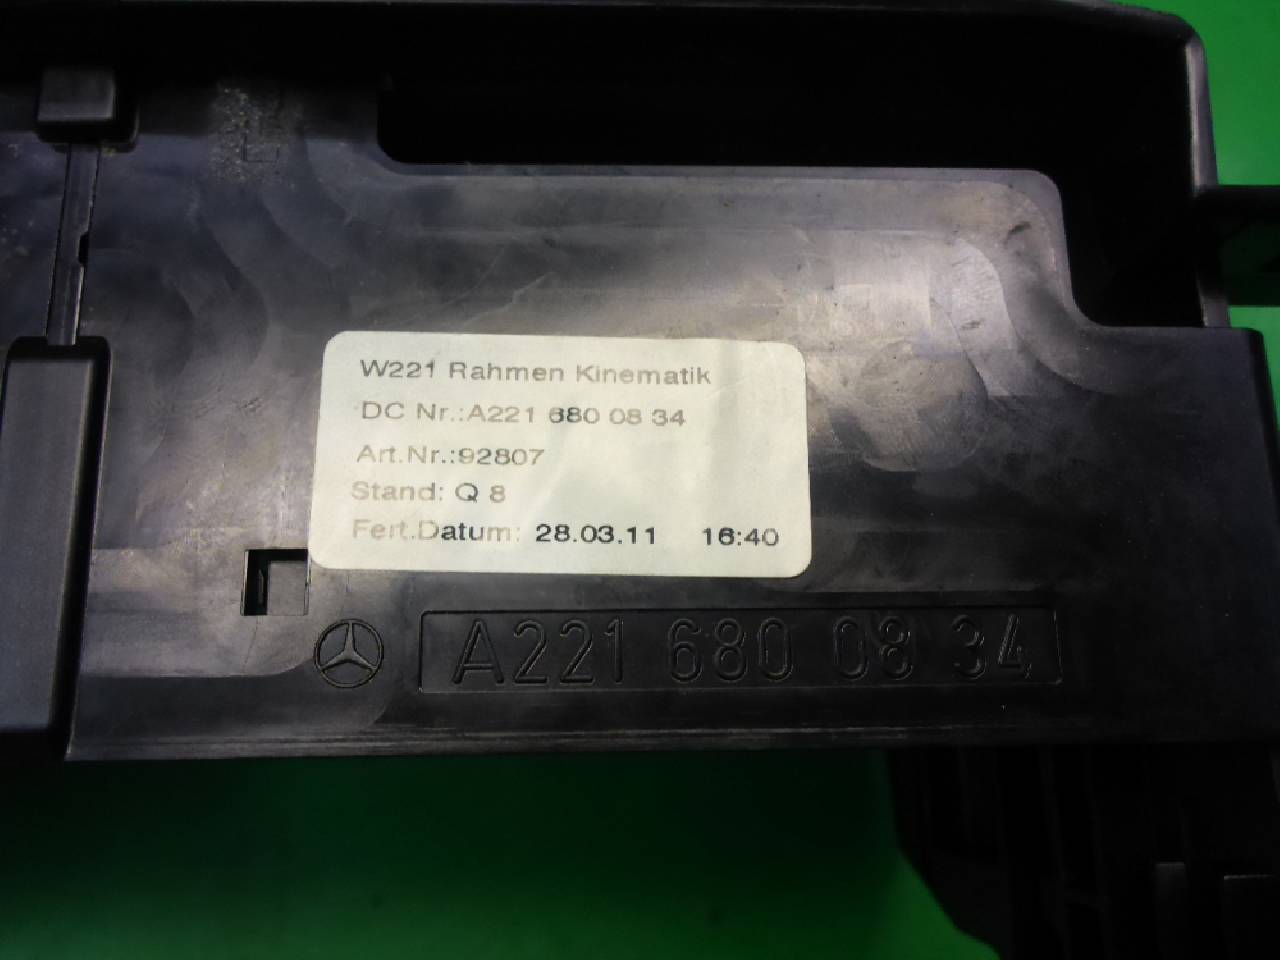 W221 Rahmen Kinematik
DC Nr.:A221 680 08 34
Art.Nr.:92807
Stand: Q 8
Fert.Datum: 28.03.11 16:40
A221 680 08 34